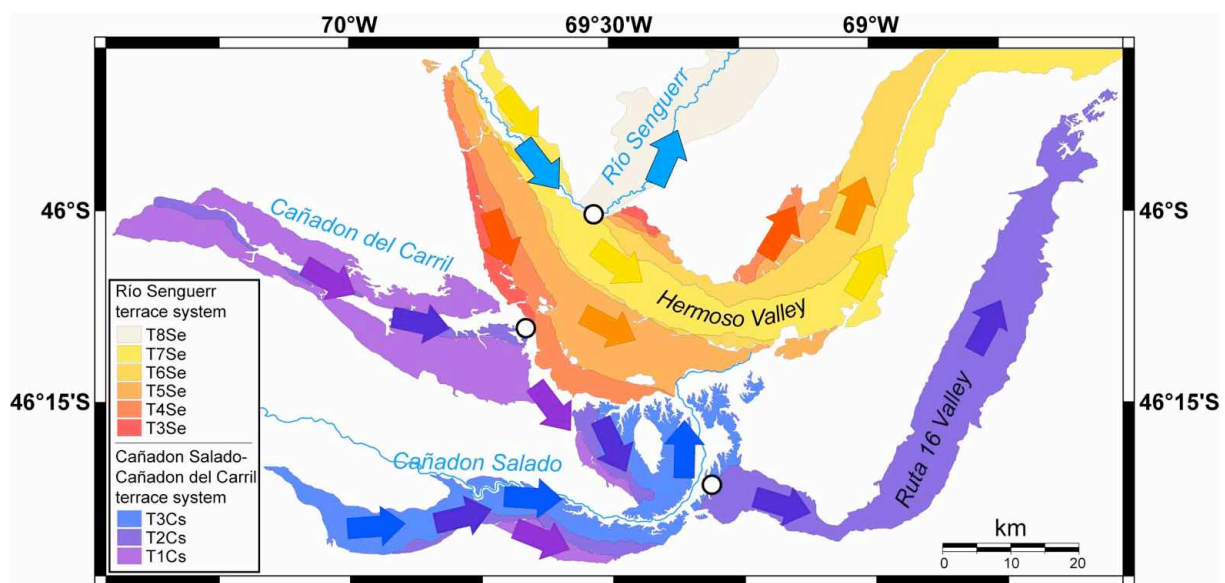 70°W 69°30'W 69°W
Río Senguerr
46°S 46°S
Cañadon del Carril
Hermoso Valley
Río Senguerr
terrace system
T8Se
T7Se
T6Se
T5Se
T4Se
T3Se
Cañadon Salado-
Cañadon del Carril
terrace system
T3Cs
T2Cs
T1Cs
46°15'S 46°15'S
Cañadon Salado
Ruta 16 Valley
km
0 10 20